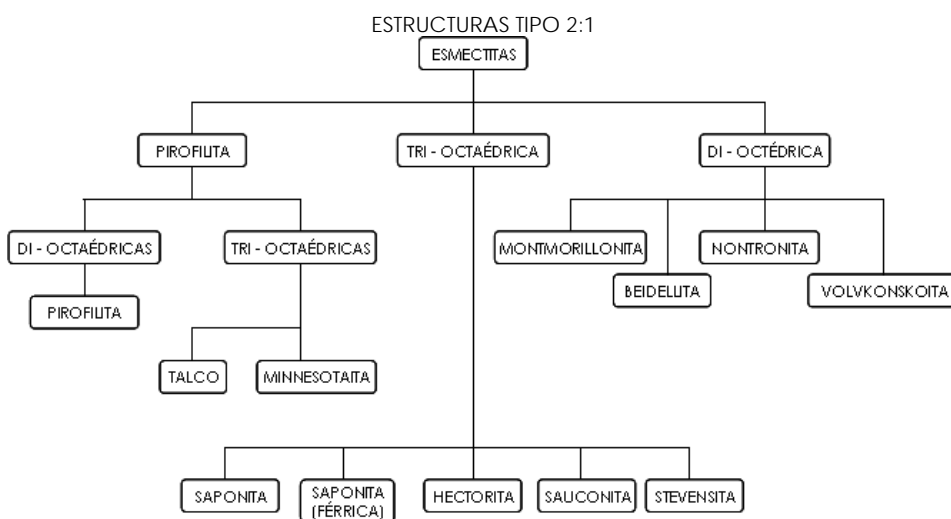 ESTRUCTURAS TIPO 2:1
ESMECTITAS
PIROFILITA
TRI - OCTAÉDRICA
DI - OCTÉDRICA
DI - OCTAÉDRICAS
TRI - OCTAÉDRICAS
MONTMORILLONITA
NONTRONITA
BEIDELLITA
VOLVKONSKOITA
PIROFILITA
TALCO
MINNESOTAITA
SAPONITA
SAPONITA
(FÉRRICA)
HECTORITA
SAUCONITA
STEVENSITA